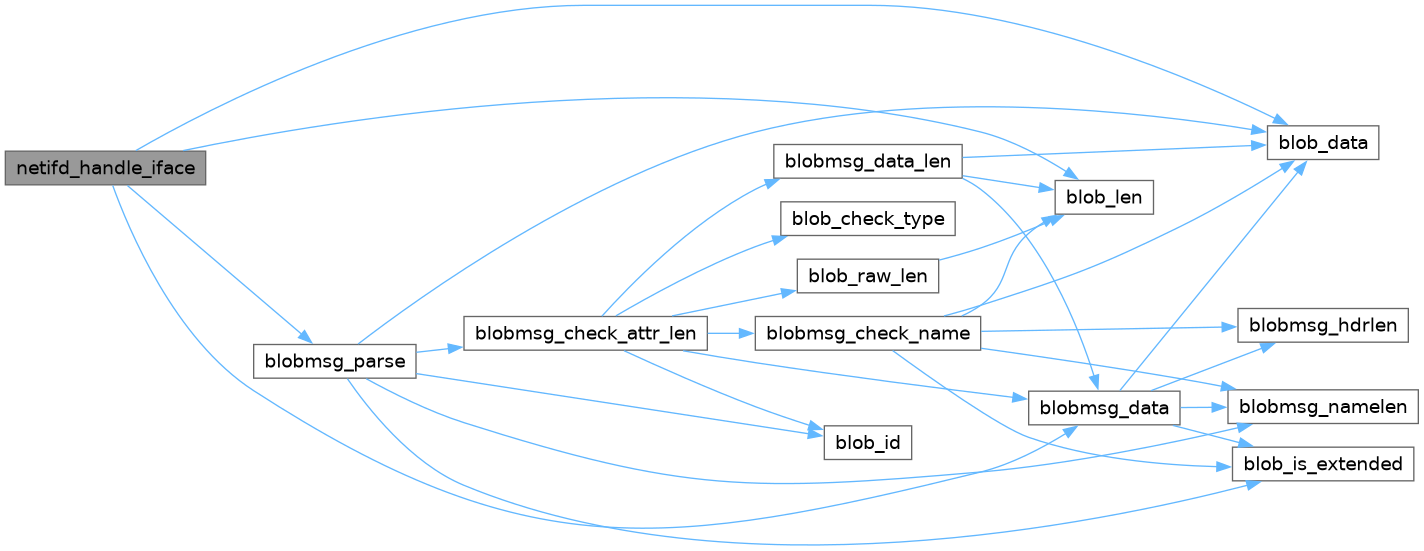 netifd_handle_iface
blobmsg_parse
blobmsg_check_attr_len
blobmsg_data_len
blob_check_type
blob_raw_len
blobmsg_check_name
blob_id
blob_data
blob_len
blobmsg_hdrlen
blobmsg_data
blobmsg_namelen
blob_is_extended